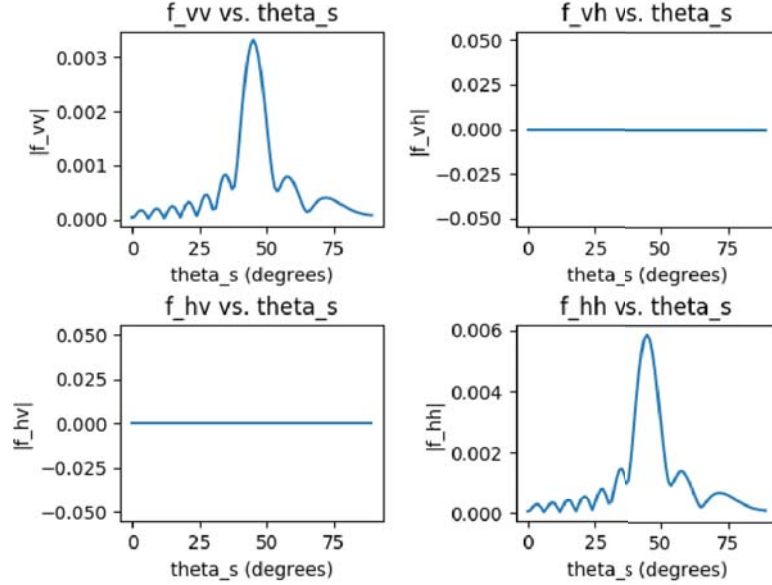 f_vv vs. theta_s
|f_vv|
0.003
0.002
0.001
0.000
0
25
50
75
theta_s (degrees)
f_vh vs. theta_s
|f_vh|
0.050
0.025
0.000
−0.025
−0.050
0
25
50
75
theta_s (degrees)
f_hv vs. theta_s
|f_hv|
0.050
0.025
0.000
−0.025
−0.050
0
25
50
75
theta_s (degrees)
f_hh vs. theta_s
|f_hh|
0.006
0.004
0.002
0.000
0
25
50
75
theta_s (degrees)